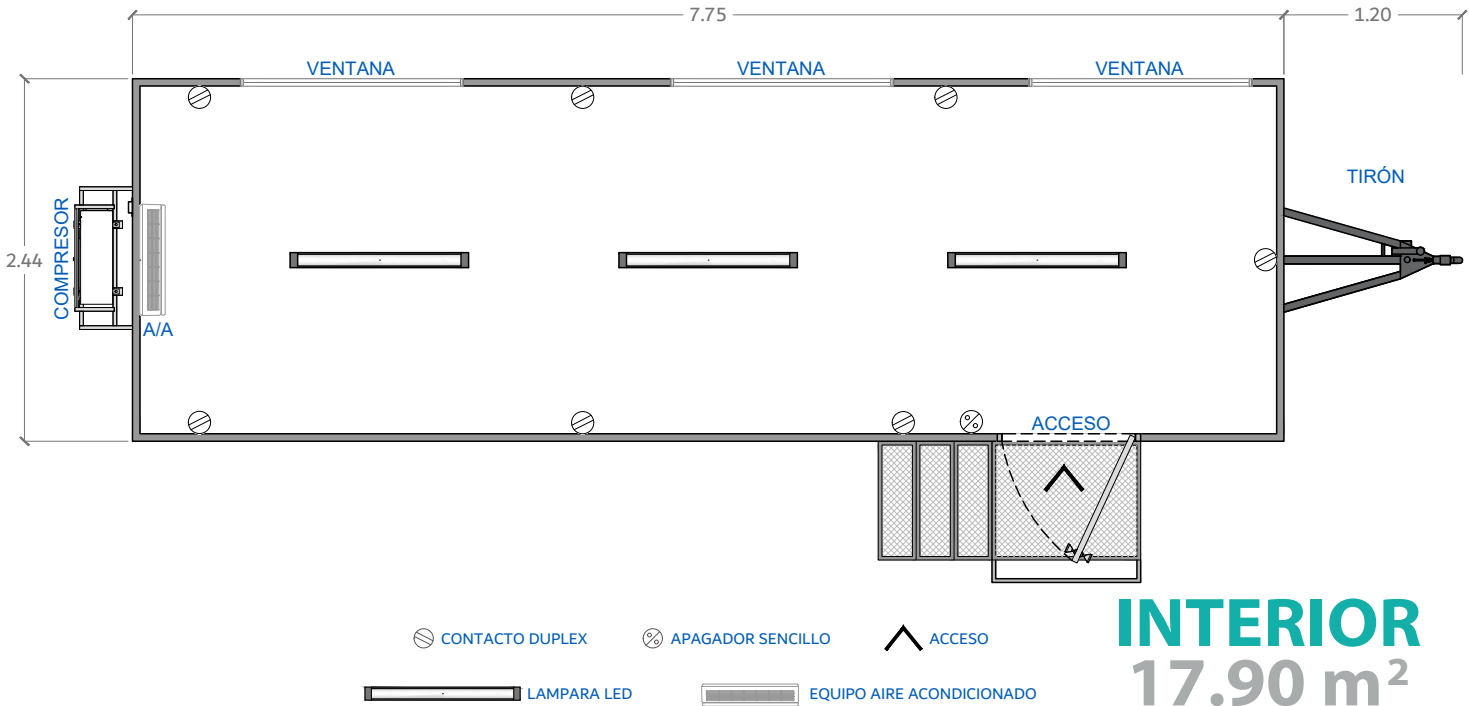 7.75
1.20
VENTANA
VENTANA
VENTANA
TIRÓN
2.44
COMPRESOR
A/A
ACCESO
CONTACTO DUPLEX
APAGADOR SENCILLO
ACCESO
LAMPARA LED
EQUIPO AIRE ACONDICIONADO
INTERIOR
17.90 m²